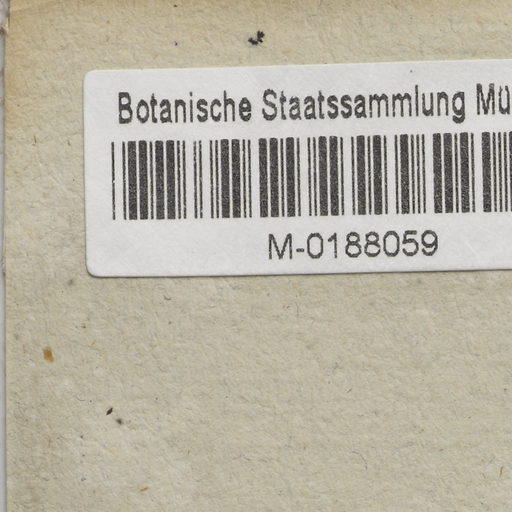 Botanische Staatssammlung Mü
M-0188059